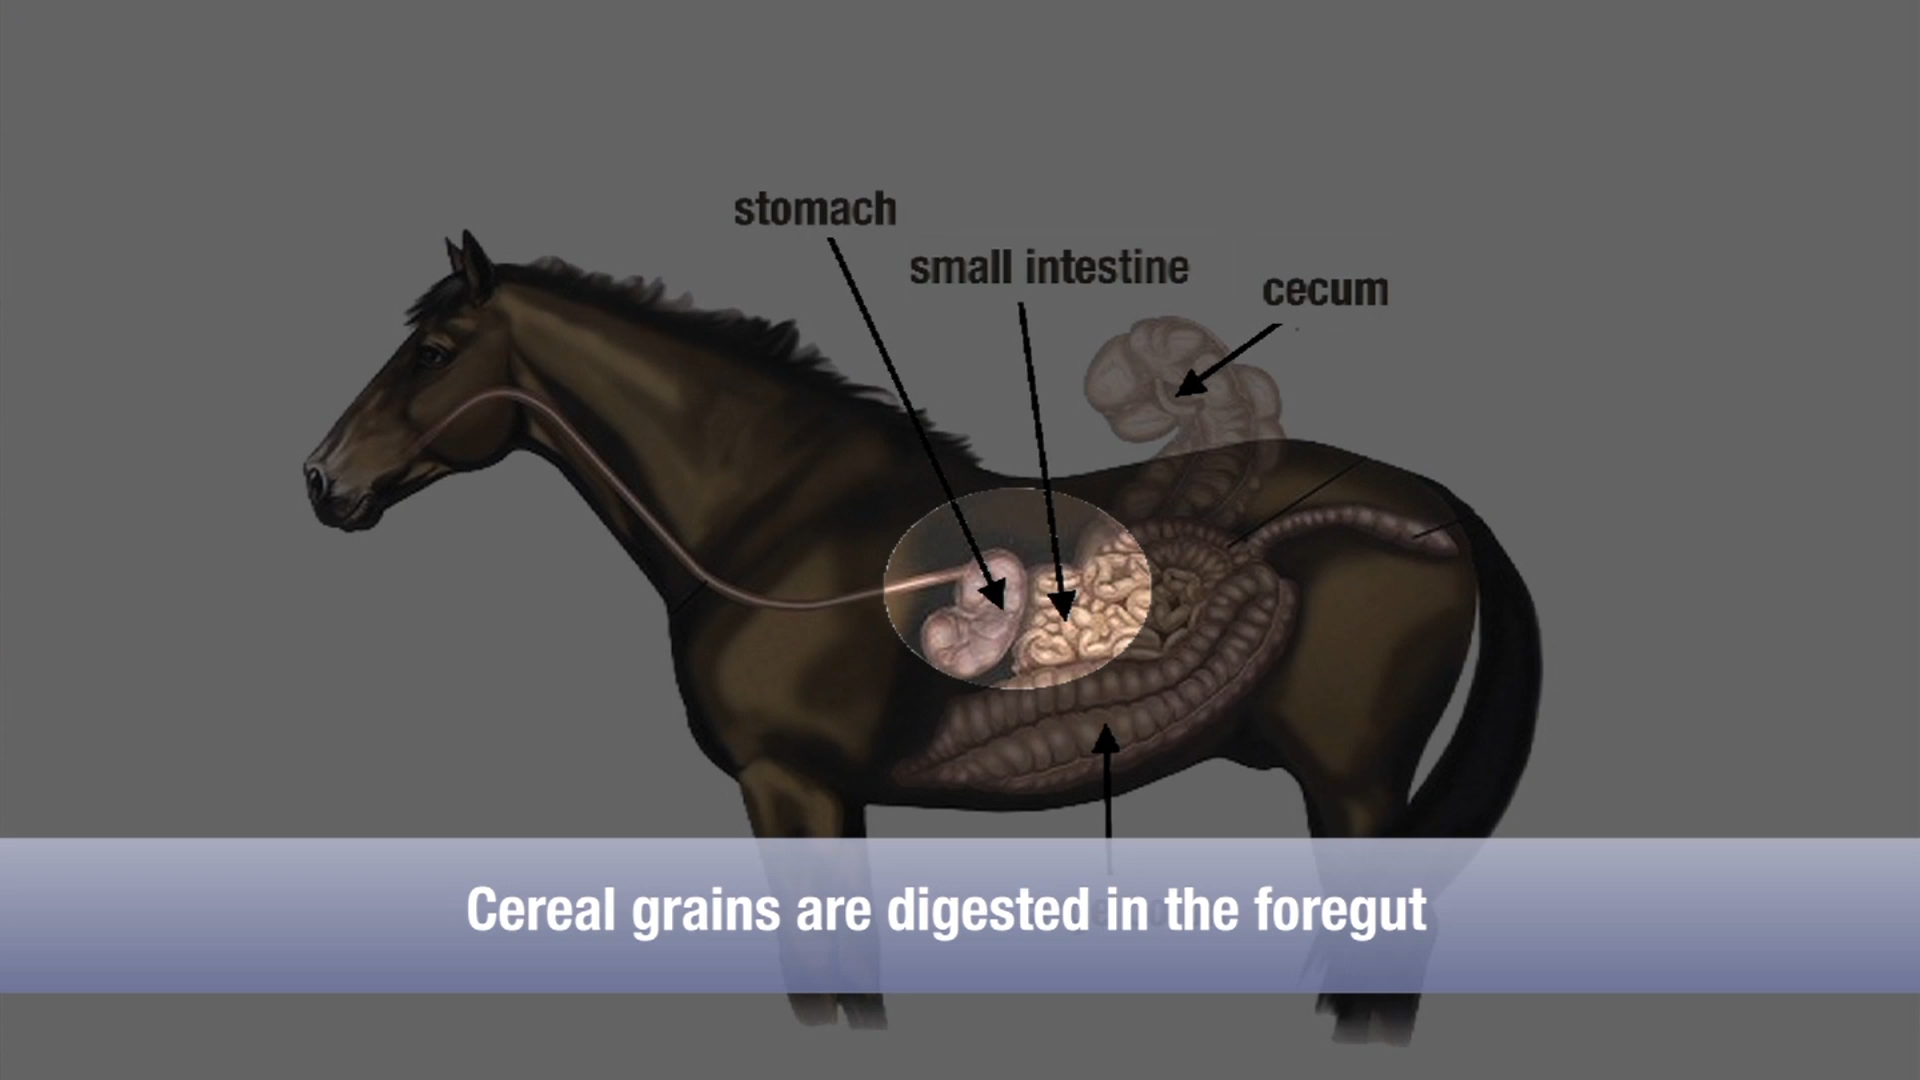 stomach
small intestine
cecum
Cereal grains are digested in the foregut